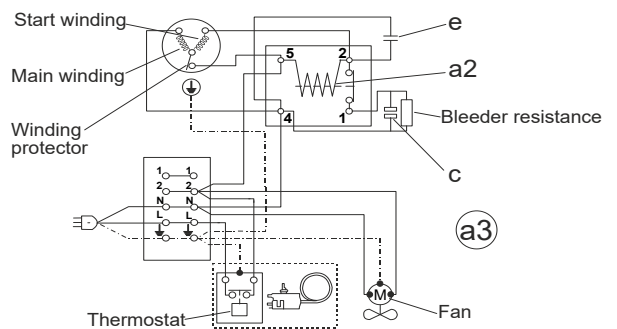 Start winding
e
5 2
a2
Main winding
Bleeder resistance
Winding
protector
4 1
c
1 1
2 2
N N
L L
a3
M
Fan
Thermostat